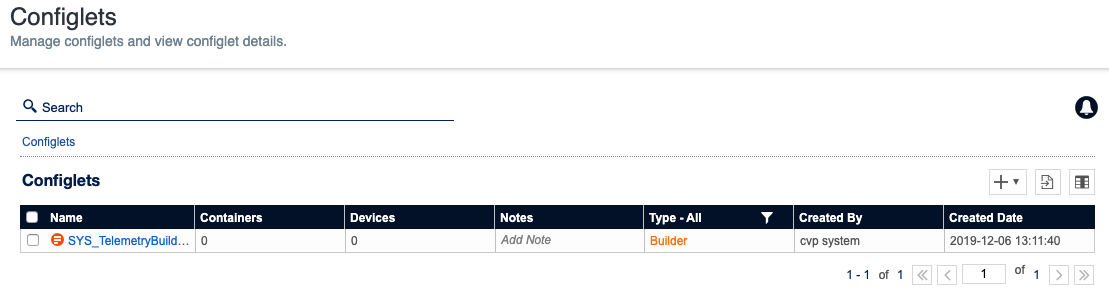 Configlets
Manage configlets and view configlet details.
Search
Configlets
Configlets
Name Containers Devices Notes Type - All Created By Created Date
SYS_TelemetryBuild... 0 0 Add Note Builder cvp system 2019-12-06 13:11:40
1 - 1 of 1 1 of 1